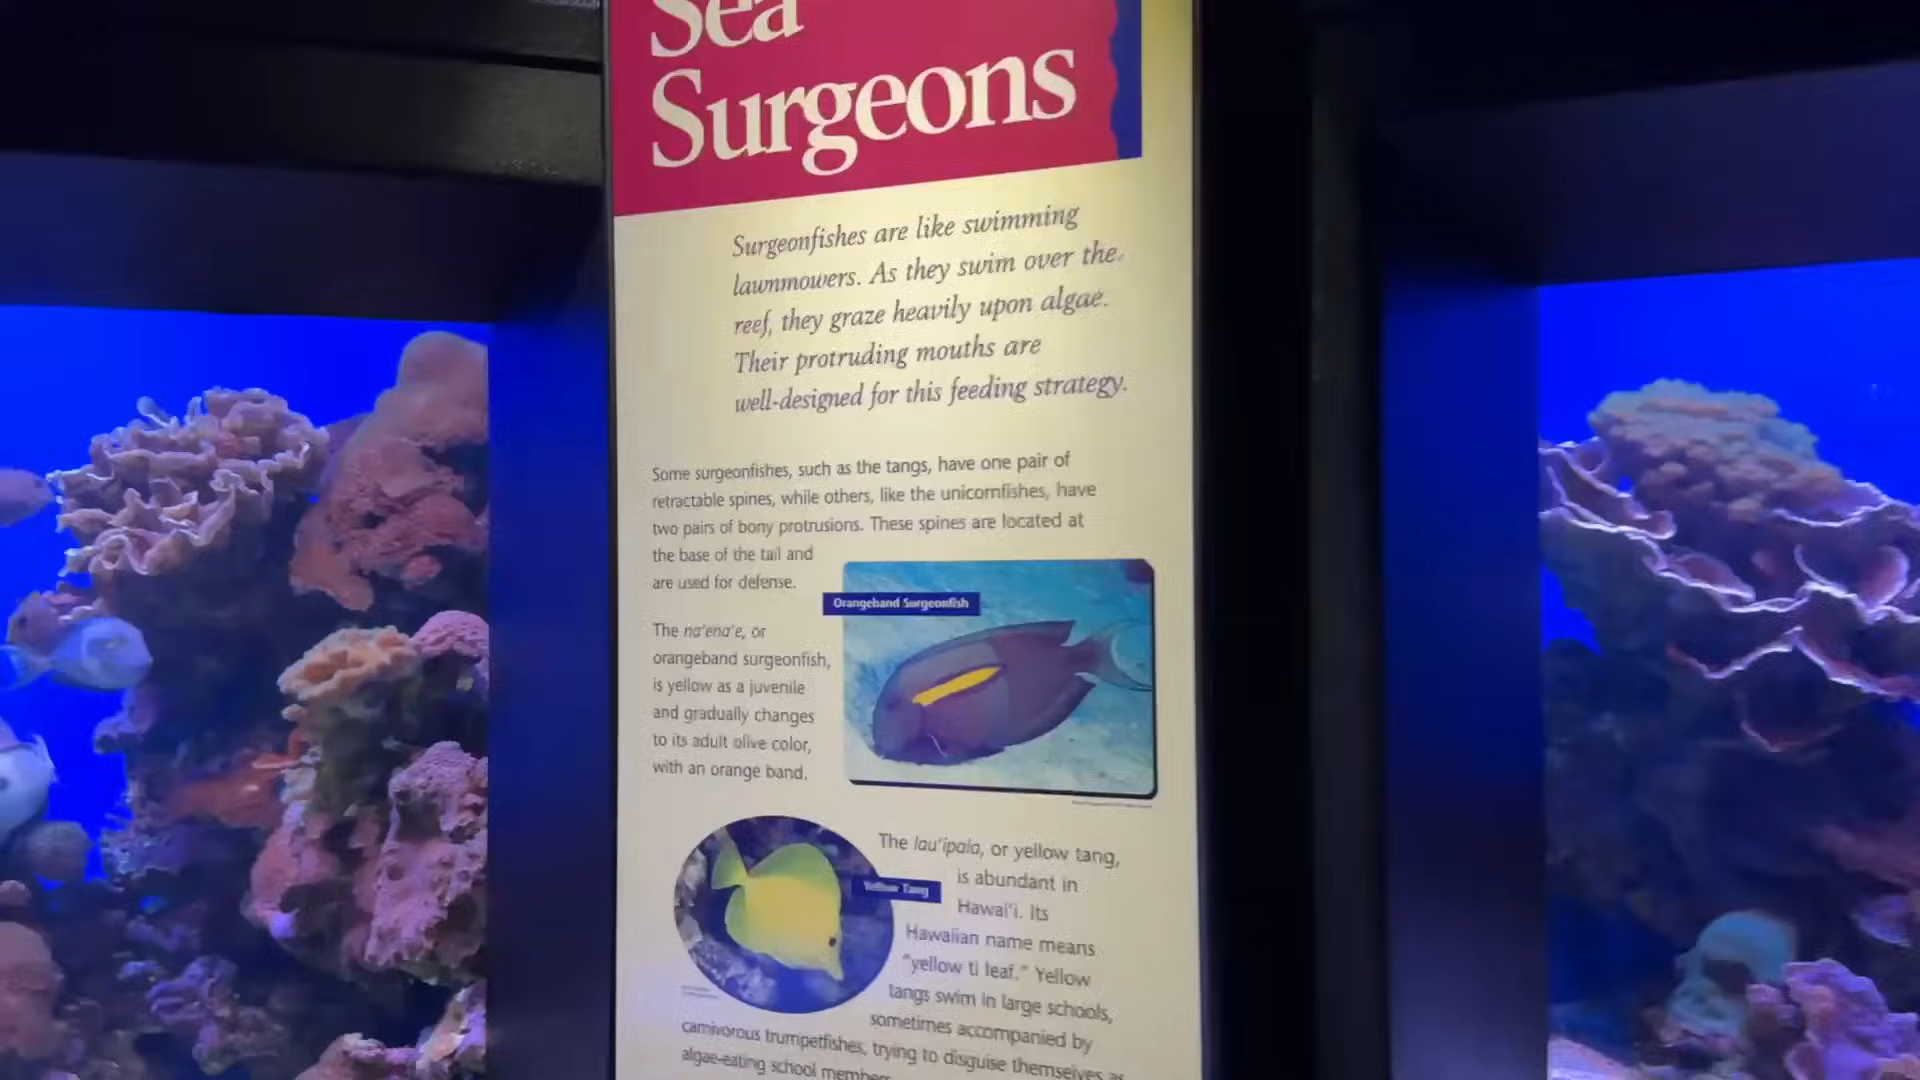 Sea
Surgeons
Surgeonfishes are like swimming
lawnmowers. As they swim over the
reef, they graze heavily upon algae.
Their protruding mouths are
well-designed for this feeding strategy.
Some surgeonfishes, such as the tangs, have one pair of
retractable spines, while others, like the unicornfishes, have
two pairs of bony protrusions. These spines are located at
the base of the tail and
are used for defense.
Orangeband Surgeonfish
The na'ena'e, or
orangeband surgeonfish,
is yellow as a juvenile
and gradually changes
to its adult olive color,
with an orange band.
The lau'ipala, or yellow tang,
Yellow Tang
is abundant in
Hawai'i. Its
Hawaiian name means
"yellow ti leaf." Yellow
tangs swim in large schools,
sometimes accompanied by
carnivorous trumpetfishes, trying to disguise themselves as
algae-eating school members